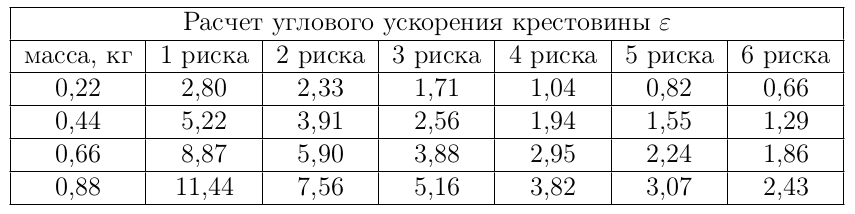 Расчет углового ускорения крестовины ε
масса, кг 1 риска 2 риска 3 риска 4 риска 5 риска 6 риска
0,22 2,80 2,33 1,71 1,04 0,82 0,66
0,44 5,22 3,91 2,56 1,94 1,55 1,29
0,66 8,87 5,90 3,88 2,95 2,24 1,86
0,88 11,44 7,56 5,16 3,82 3,07 2,43